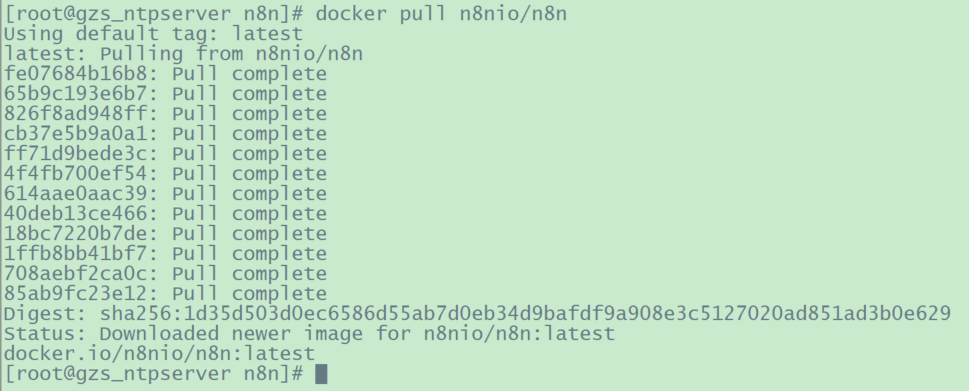 [root@gzs_ntpserver n8n]# docker pull n8nio/n8n
Using default tag: latest
latest: Pulling from n8nio/n8n
fe07684b16b8: Pull complete
65b9c193e6b7: Pull complete
826f8ad948ff: Pull complete
cb37e5b9a0a1: Pull complete
ff71d9bede3c: Pull complete
4f4fb700ef54: Pull complete
614aae0aac39: Pull complete
40deb13ce466: Pull complete
18bc7220b7de: Pull complete
1ffb8bb41bf7: Pull complete
708aebf2ca0c: Pull complete
85ab9fc23e12: Pull complete
Digest: sha256:1d35d503d0ec6586d55ab7d0eb34d9bafdf9a908e3c5127020ad851ad3b0e629
Status: Downloaded newer image for n8nio/n8n:latest
docker.io/n8nio/n8n:latest
[root@gzs_ntpserver n8n]#